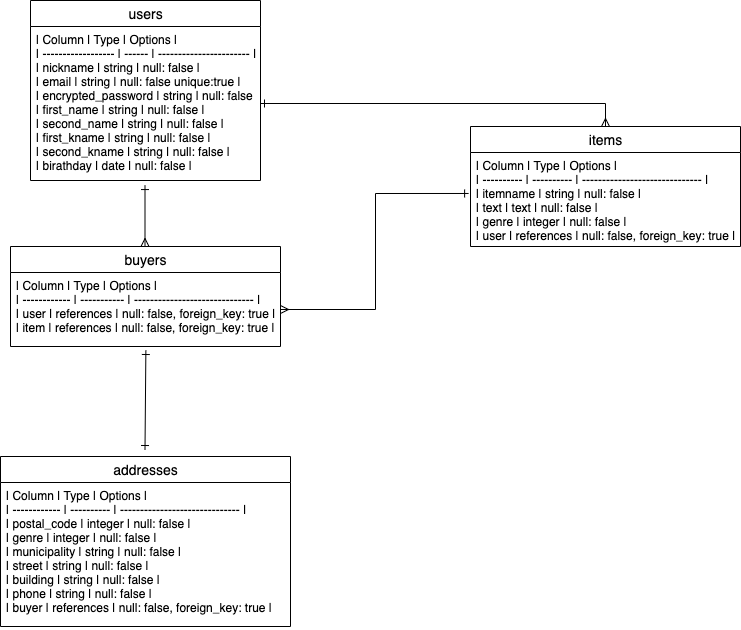 users
| Column | Type | Options |
| ------------------ | ------ | ----------------------- |
| nickname | string | null: false |
| email | string | null: false unique:true |
| encrypted_password | string | null: false
| first_name | string | null: false |
| second_name | string | null: false |
| first_kname | string | null: false |
| second_kname | string | null: false |
| birathday | date | null: false |
items
| Column | Type | Options |
| ---------- | ---------- | ------------------------------ |
| itemname | string | null: false |
| text | text | null: false |
| genre | integer | null: false |
| user | references | null: false, foreign_key: true |
buyers
| Column | Type | Options |
| ------------ | ----------- | ------------------------------ |
| user | references | null: false, foreign_key: true |
| item | references | null: false, foreign_key: true |
addresses
| Column | Type | Options |
| ------------ | ---------- | ------------------------------ |
| postal_code | integer | null: false |
| genre | integer | null: false |
| municipality | string | null: false |
| street | string | null: false |
| building | string | null: false |
| phone | string | null: false |
| buyer | references | null: false, foreign_key: true |